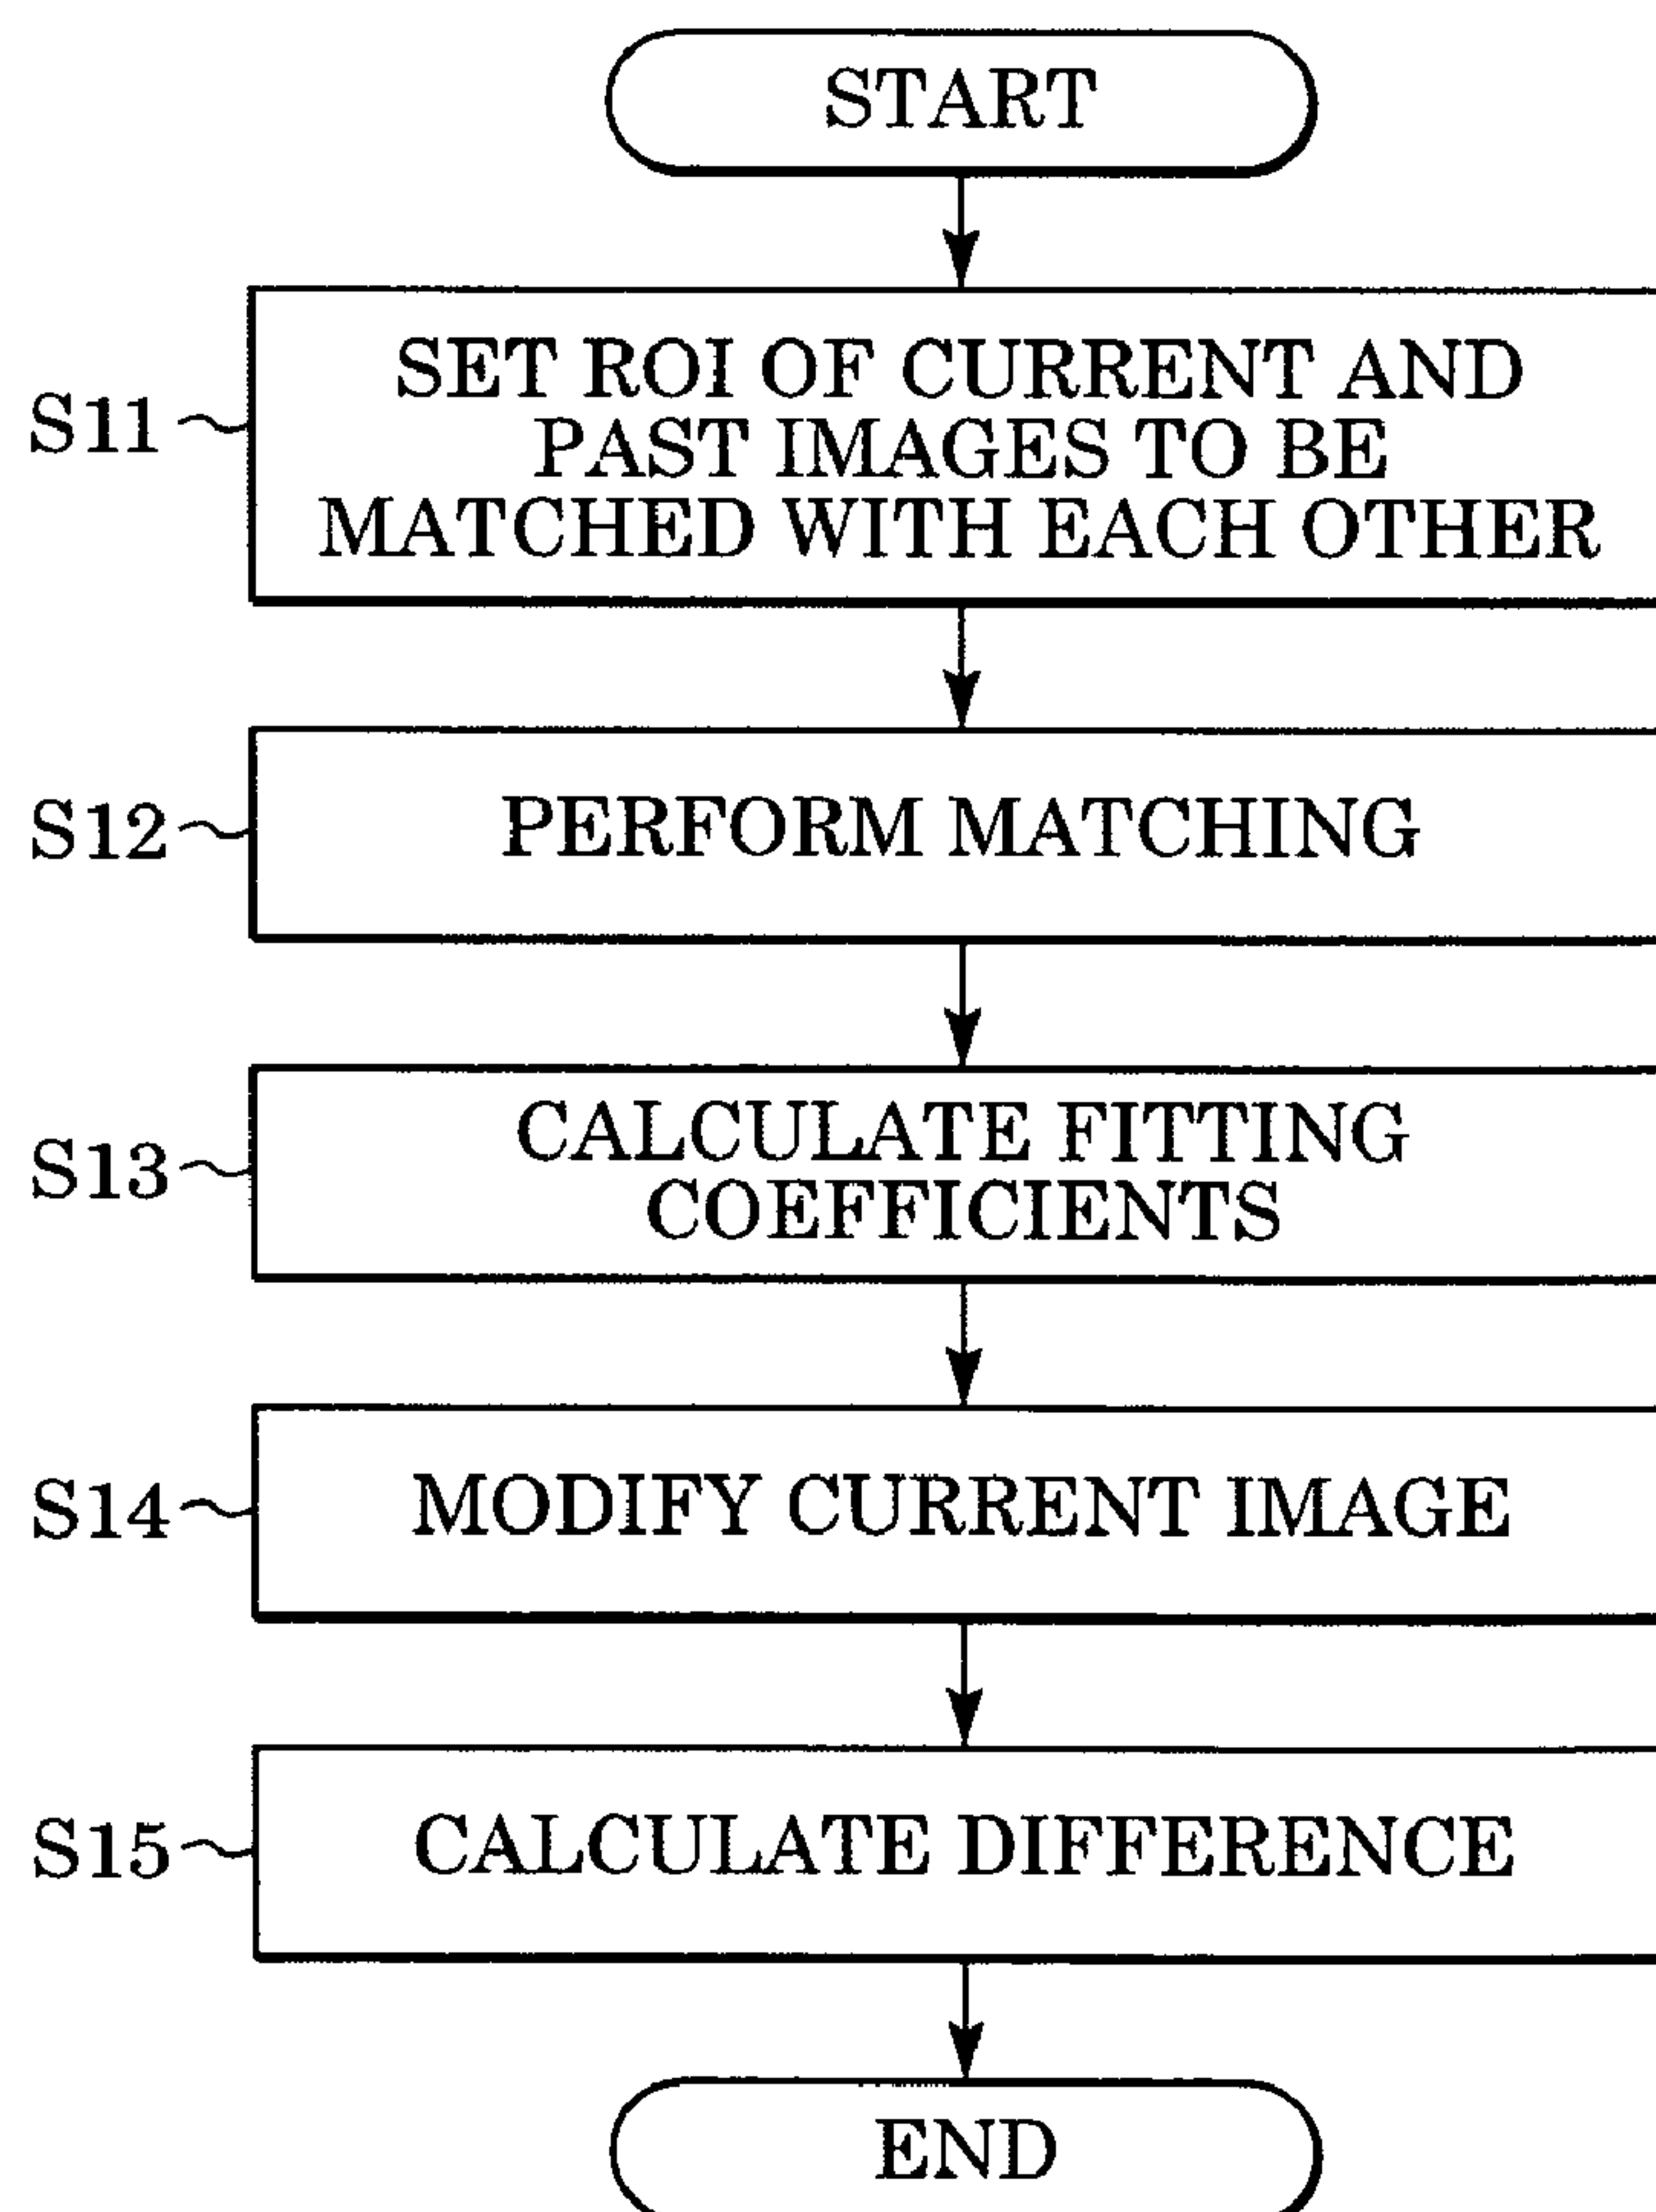 START
S11
SET ROI OF CURRENT AND
PAST IMAGES TO BE
MATCHED WITH EACH OTHER
S12
PERFORM MATCHING
S13
CALCULATE FITTING
COEFFICIENTS
S14
MODIFY CURRENT IMAGE
S15
CALCULATE DIFFERENCE
END